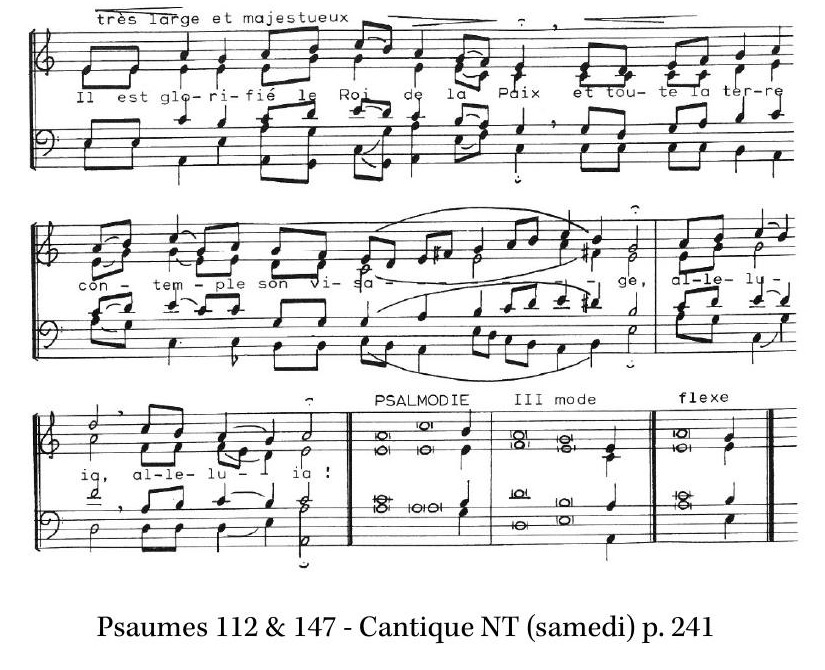 très large et majestueux
Il est glo-ri-fié le Roi de la Paix et tou-te la ter-re
con - tem - ple son vi-sa - - - - - - ge, al-le-lu -
ia, al-le-lu - i ia !
PSALMODIE III mode flexe
Psaumes 112 & 147 - Cantique NT (samedi) p. 241